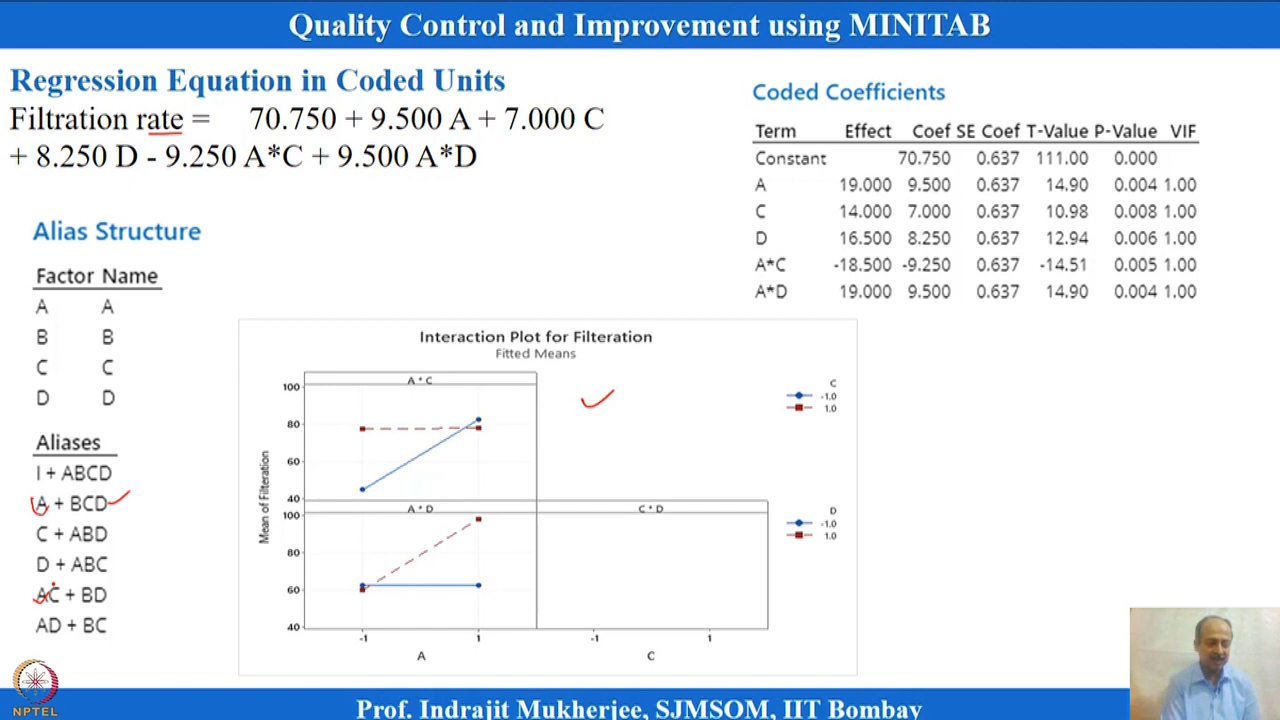 Quality Control and Improvement using MINITAB
Regression Equation in Coded Units
Filtration rate = 70.750 + 9.500 A + 7.000 C
+ 8.250 D - 9.250 A*C + 9.500 A*D
Coded Coefficients
Term Effect Coef SE Coef T-Value P-Value VIF
Constant 70.750 0.637 111.00 0.000
A 19.000 9.500 0.637 14.90 0.004 1.00
C 14.000 7.000 0.637 10.98 0.008 1.00
D 16.500 8.250 0.637 12.94 0.006 1.00
A*C -18.500 -9.250 0.637 -14.51 0.005 1.00
A*D 19.000 9.500 0.637 14.90 0.004 1.00
Alias Structure
Factor Name
A A
B B
C C
D D
Aliases
I + ABCD
A + BCD
C + ABD
D + ABC
AC + BD
AD + BC
Interaction Plot for Filteration
Fitted Means
A * C
100
80
60
40
C
-1.0
1.0
A * D
C * D
100
80
60
40
D
-1.0
1.0
Mean of Filteration
-1 1 -1 1
A C
NPTEL
Prof. Indrajit Mukherjee, SJMSOM, IIT Bombay